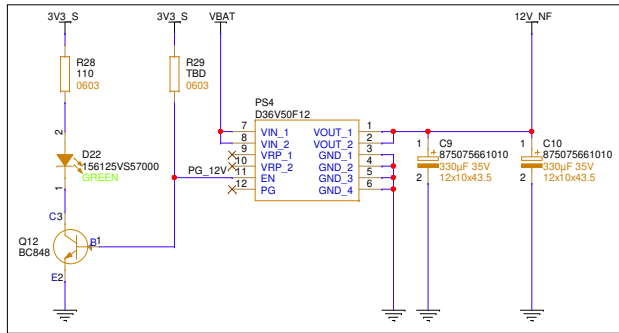 3V3_S
3V3_S
VBAT
12V_NF
R28
110
0603
R29
TBD
0603
PS4
D36V50F12
7 VIN_1 VOUT_1 1
8 VIN_2 VOUT_2 2
9 VRP_1 GND_1 3
10 VRP_2 GND_2 4
11 EN GND_3 5
12 PG GND_4 6
PG_12V
2
D22
156125VS57000
GREEN
1
C3
Q12
BC848
B 1
E2
1
C9
875075661010
330µF 35V
12x10x43.5
2
+
1
C10
875075661010
330µF 35V
12x10x43.5
2
+